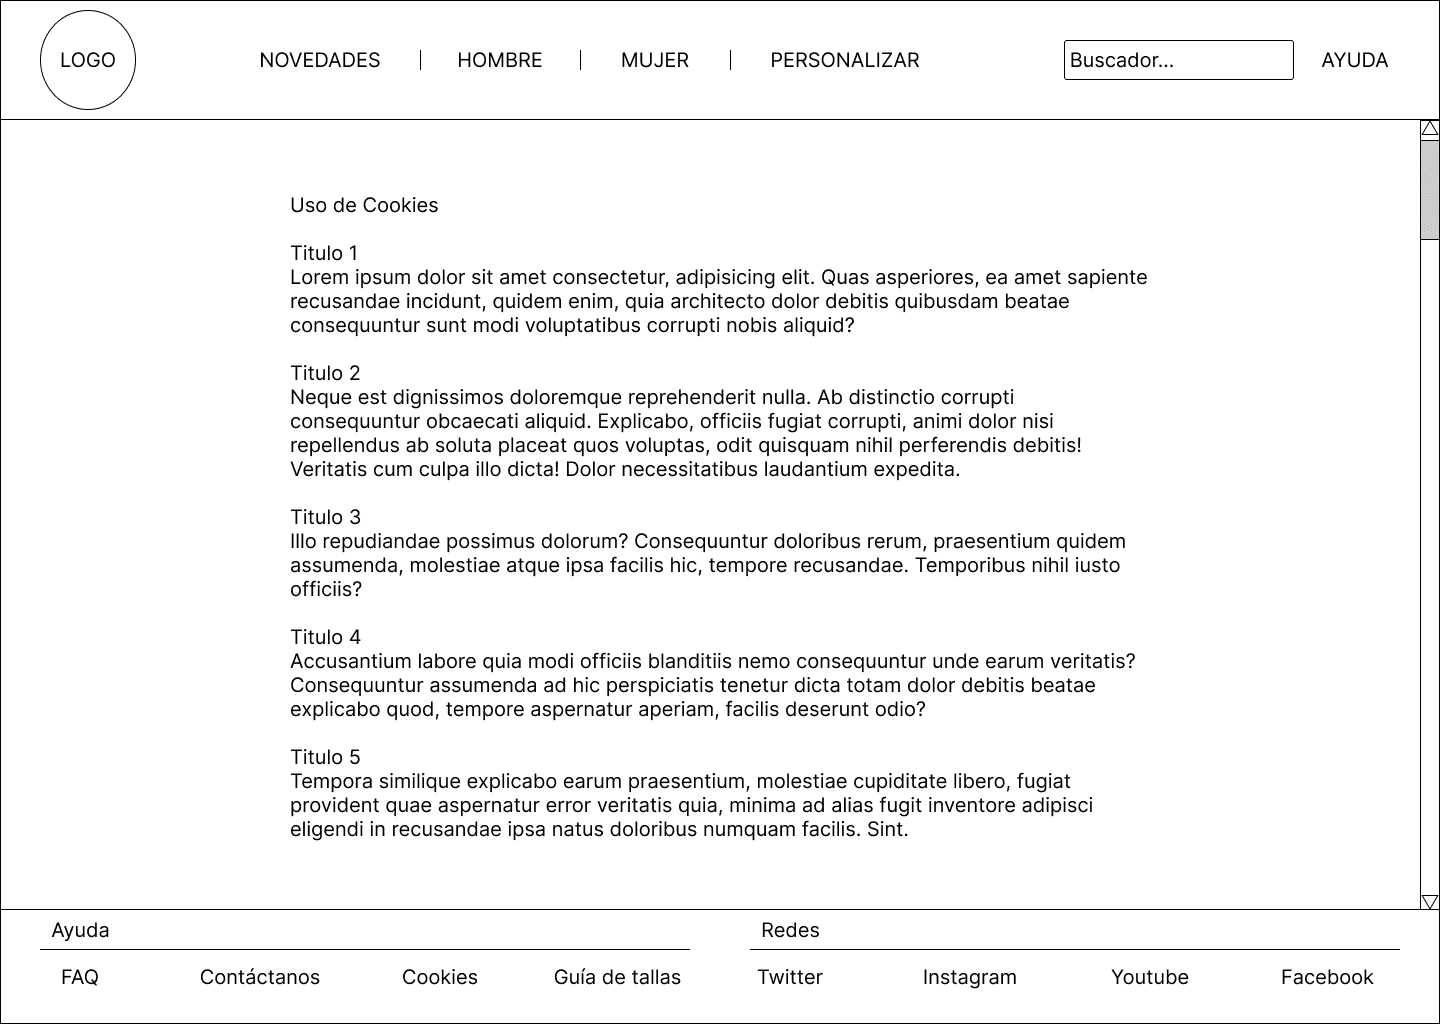 LOGO
NOVEDADES
HOMBRE
MUJER
PERSONALIZAR
Buscador...
AYUDA
Uso de Cookies
Titulo 1
Lorem ipsum dolor sit amet consectetur, adipisicing elit. Quas asperiores, ea amet sapiente
recusandae incidunt, quidem enim, quia architecto dolor debitis quibusdam beatae
consequuntur sunt modi voluptatibus corrupti nobis aliquid?
Titulo 2
Neque est dignissimos doloremque reprehenderit nulla. Ab distinctio corrupti
consequuntur obcaecati aliquid. Explicabo, officiis fugiat corrupti, animi dolor nisi
repellendus ab soluta placeat quos voluptas, odit quisquam nihil perferendis debitis!
Veritatis cum culpa illo dicta! Dolor necessitatibus laudantium expedita.
Titulo 3
Illo repudiandae possimus dolorum? Consequuntur doloribus rerum, praesentium quidem
assumenda, molestiae atque ipsa facilis hic, tempore recusandae. Temporibus nihil iusto
officiis?
Titulo 4
Accusantium labore quia modi officiis blanditiis nemo consequuntur unde earum veritatis?
Consequuntur assumenda ad hic perspiciatis tenetur dicta totam dolor debitis beatae
explicabo quod, tempore aspernatur aperiam, facilis deserunt odio?
Titulo 5
Tempora similique explicabo earum praesentium, molestiae cupiditate libero, fugiat
provident quae aspernatur error veritatis quia, minima ad alias fugit inventore adipisci
eligendi in recusandae ipsa natus doloribus numquam facilis. Sint.
Ayuda
FAQ
Contáctanos
Cookies
Guía de tallas
Redes
Twitter
Instagram
Youtube
Facebook